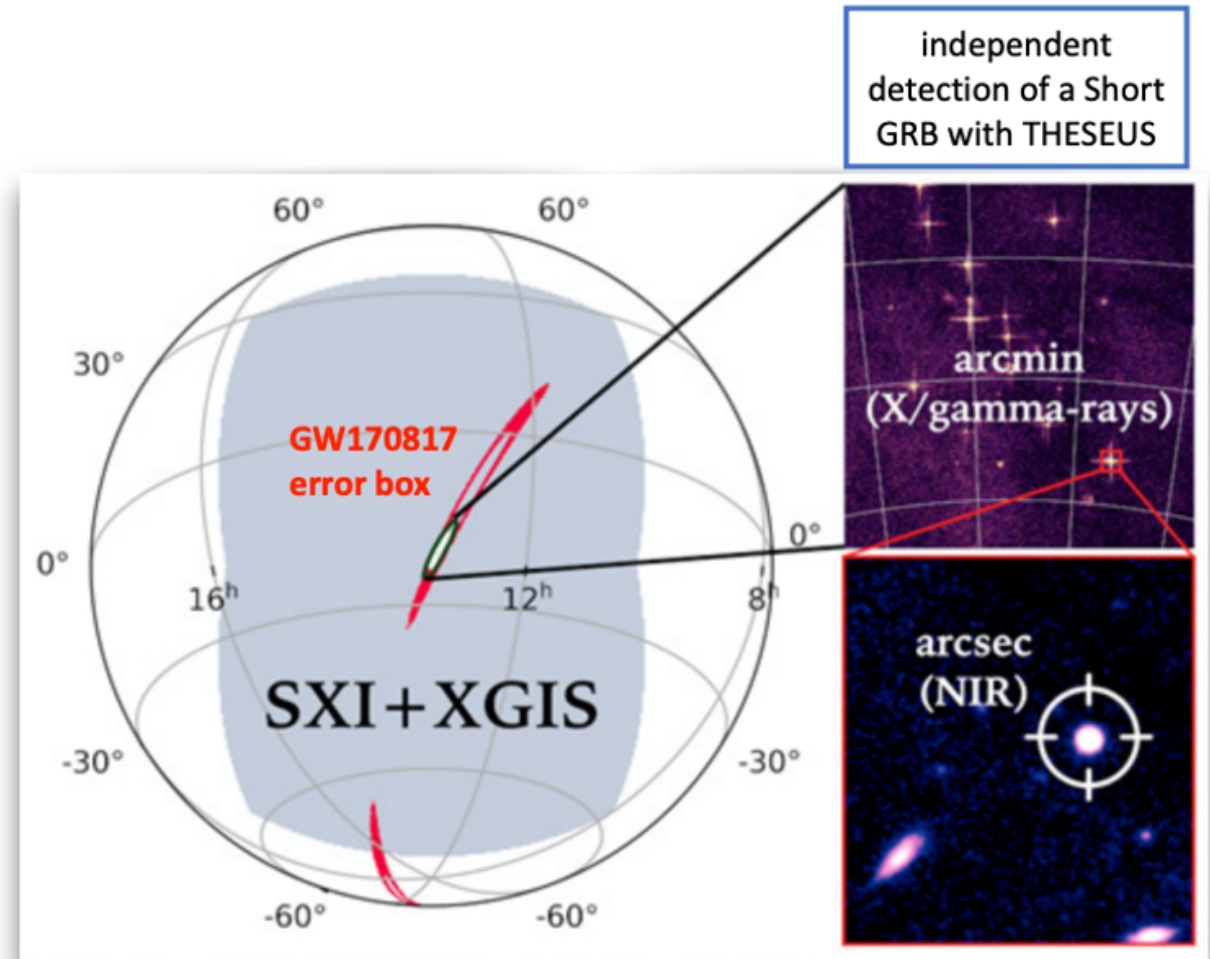 independent
detection of a Short
GRB with THESEUS
60°
60°
30°
GW170817
error box
arcmin
(X/gamma-rays)
0°
0°
16h
12h
8h
arcsec
(NIR)
SXI+XGIS
-30°
-30°
-60°
-60°